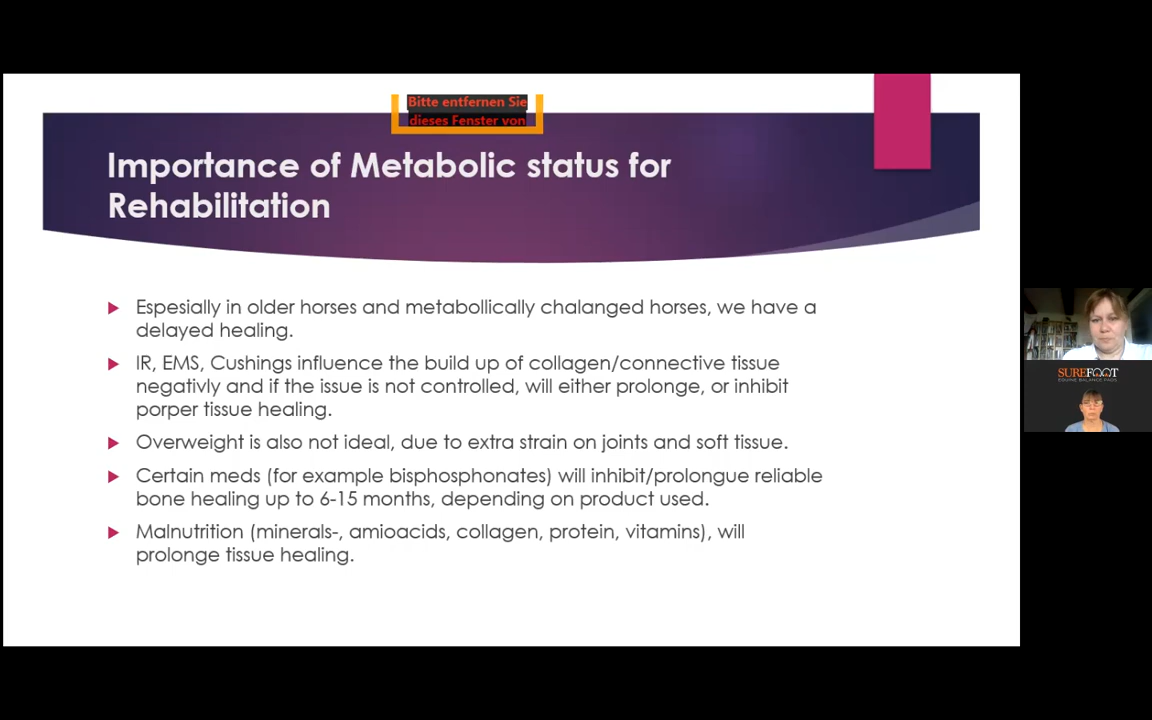 Bitte entfernen Sie
dieses Fenster von
Importance of Metabolic status for
Rehabilitation
Espesially in older horses and metabollically chalanged horses, we have a
delayed healing.
IR, EMS, Cushings influence the build up of collagen/connective tissue
negativly and if the issue is not controlled, will either prolonge, or inhibit
porper tissue healing.
Overweight is also not ideal, due to extra strain on joints and soft tissue.
Certain meds (for example bisphosphonates) will inhibit/prolongue reliable
bone healing up to 6-15 months, depending on product used.
Malnutrition (minerals-, amioacids, collagen, protein, vitamins), will
prolonge tissue healing.
SUREFOOT
EQUINE BALANCE PADS